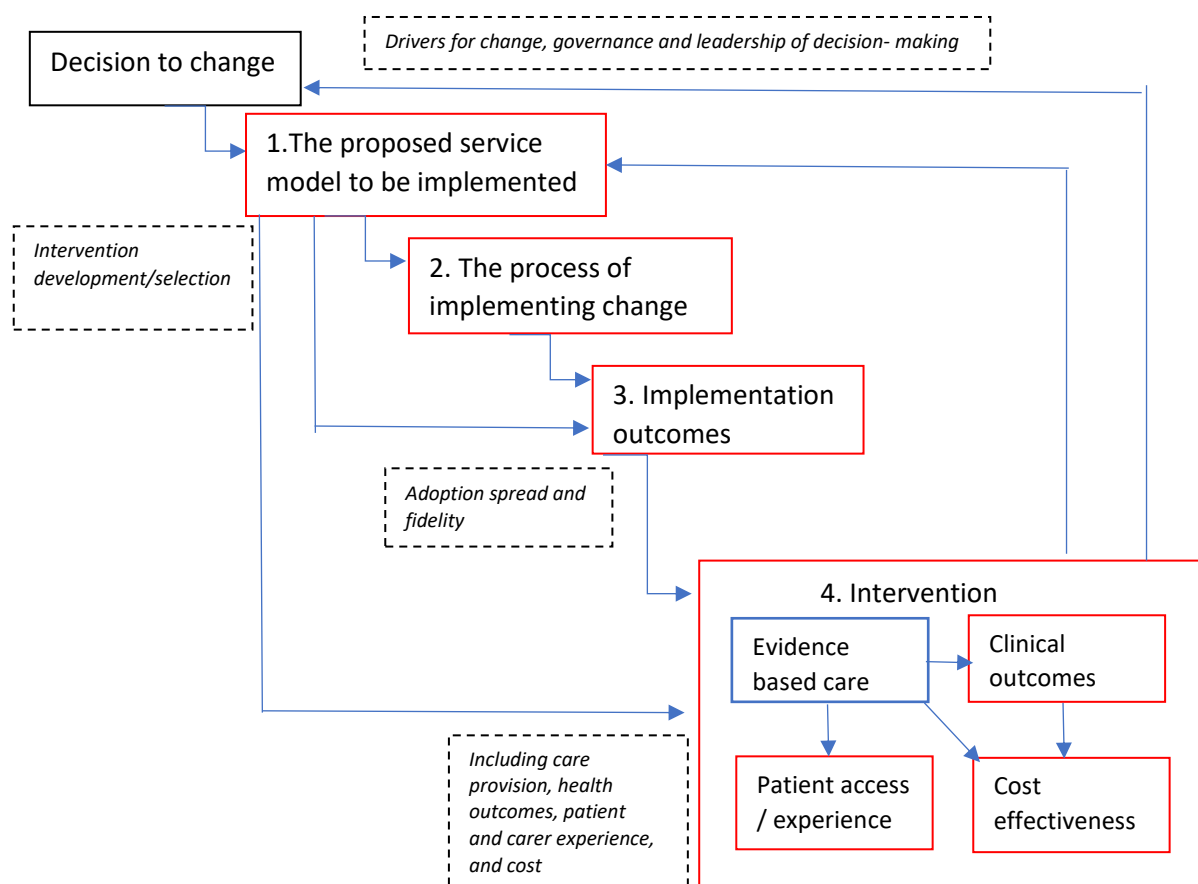 Drivers for change, governance and leadership of decision- making
Decision to change
1.The proposed service
model to be implemented
Intervention
development/selection
2. The process of
implementing change
3. Implementation
outcomes
Adoption spread and
fidelity
4. Intervention
Evidence
based care
Clinical
outcomes
Including care
provision, health
outcomes, patient
and carer experience,
and cost
Patient access
/ experience
Cost
effectiveness